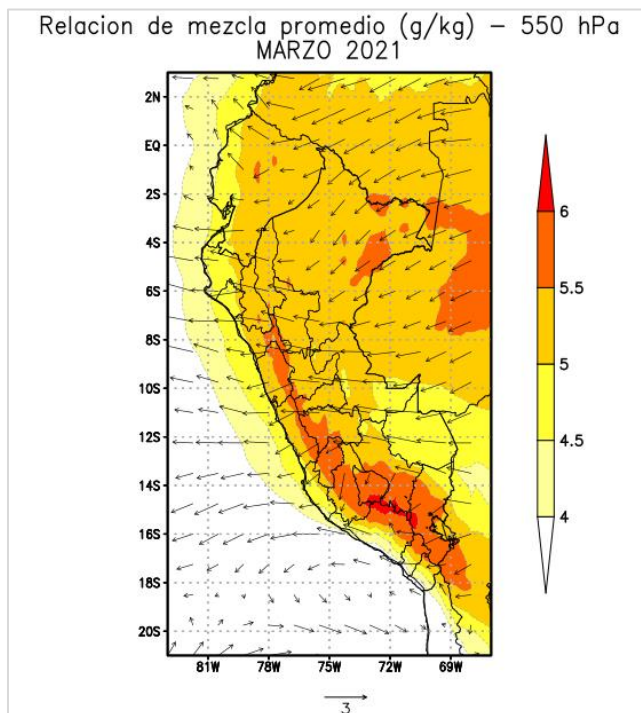 Relacion de mezcla promedio (g/kg) – 550 hPa
MARZO 2021
2N
EQ
2S
4S
6S
8S
10S
12S
14S
16S
18S
20S
81W 78W 75W 72W 69W
6
5.5
5
4.5
4
3